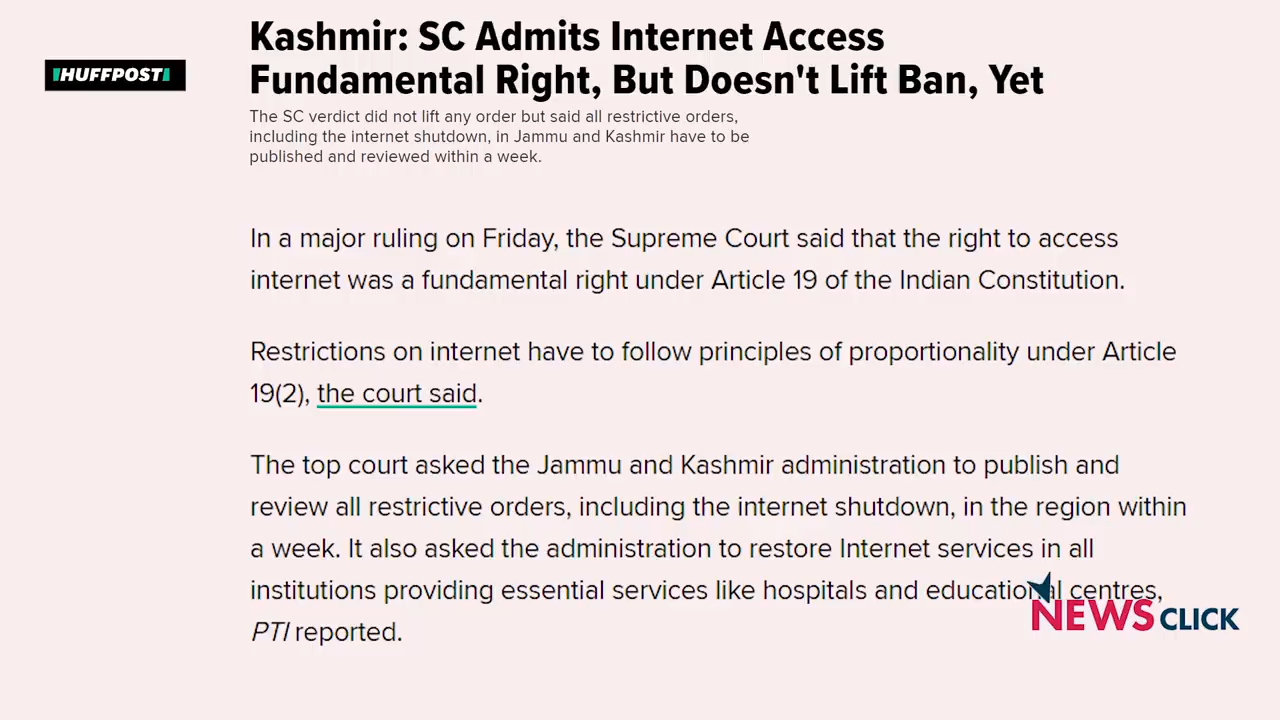 Kashmir: SC Admits Internet Access
Fundamental Right, But Doesn't Lift Ban, Yet
HUFFPOST
The SC verdict did not lift any order but said all restrictive orders,
including the internet shutdown, in Jammu and Kashmir have to be
published and reviewed within a week.
In a major ruling on Friday, the Supreme Court said that the right to access
internet was a fundamental right under Article 19 of the Indian Constitution.
Restrictions on internet have to follow principles of proportionality under Article
19(2), the court said.
The top court asked the Jammu and Kashmir administration to publish and
review all restrictive orders, including the internet shutdown, in the region within
a week. It also asked the administration to restore Internet services in all
institutions providing essential services like hospitals and educational centres,
PTI reported.
NEWSCLICK